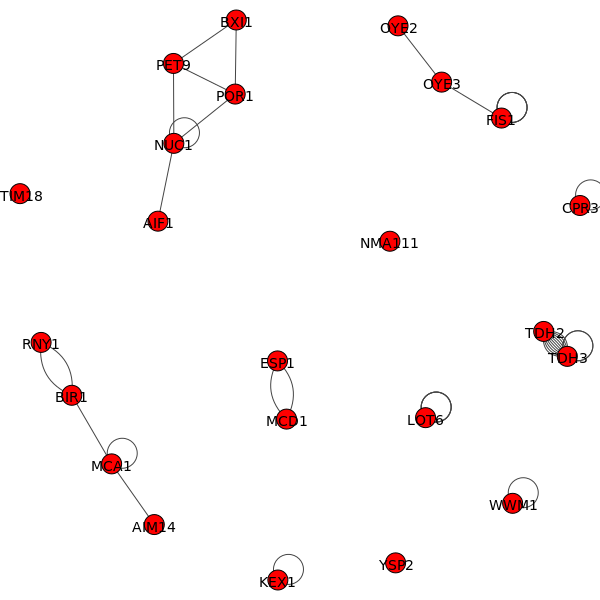 BXI1
OYE2
PET9
OYE3
POR1
FIS1
NUC1
TIM18
CPR3
AIF1
NMA111
TDH2
RNY1
TDH3
ESP1
BIR1
LOT6
MCD1
MCA1
WWM1
AIM14
YSP2
KEX1